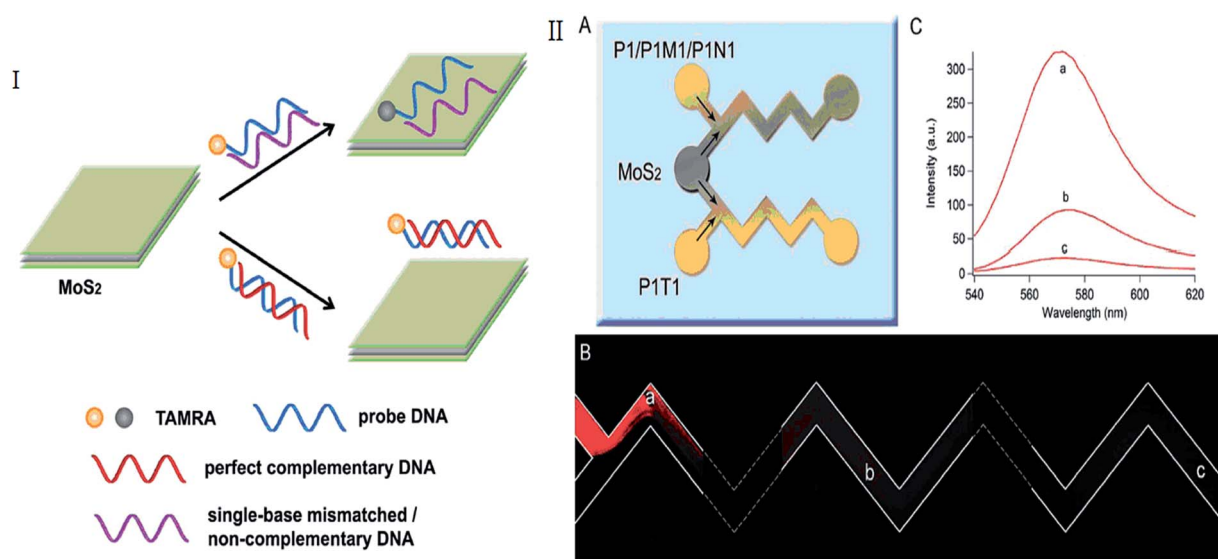 I
MoS2
TAMRA
probe DNA
perfect complementary DNA
single-base mismatched /
non-complementary DNA
II
A
P1/P1M1/P1N1
MoS2
P1T1
C
300
250
200
150
100
50
0
Intensity (a.u.)
a
b
c
540
560
580
600
620
Wavelength (nm)
B
a
b
c